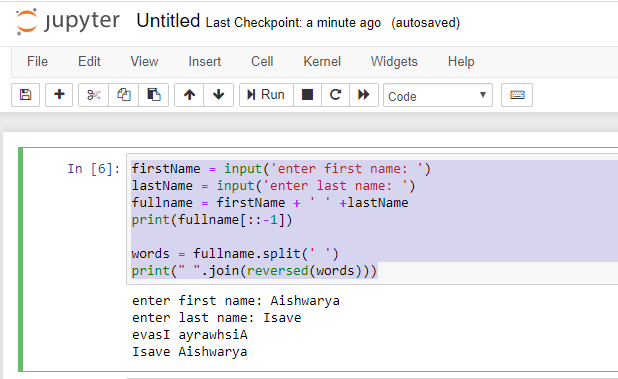 jupyter Untitled Last Checkpoint: a minute ago (autosaved)
File Edit View Insert Cell Kernel Widgets Help
Run Code
In [6]: firstName = input('enter first name: ')
lastName = input('enter last name: ')
fullname = firstName + ' ' +lastName
print(fullname[::-1])
words = fullname.split(' ')
print(" ".join(reversed(words)))
enter first name: Aishwarya
enter last name: Isave
evasI ayrawhsiA
Isave Aishwarya